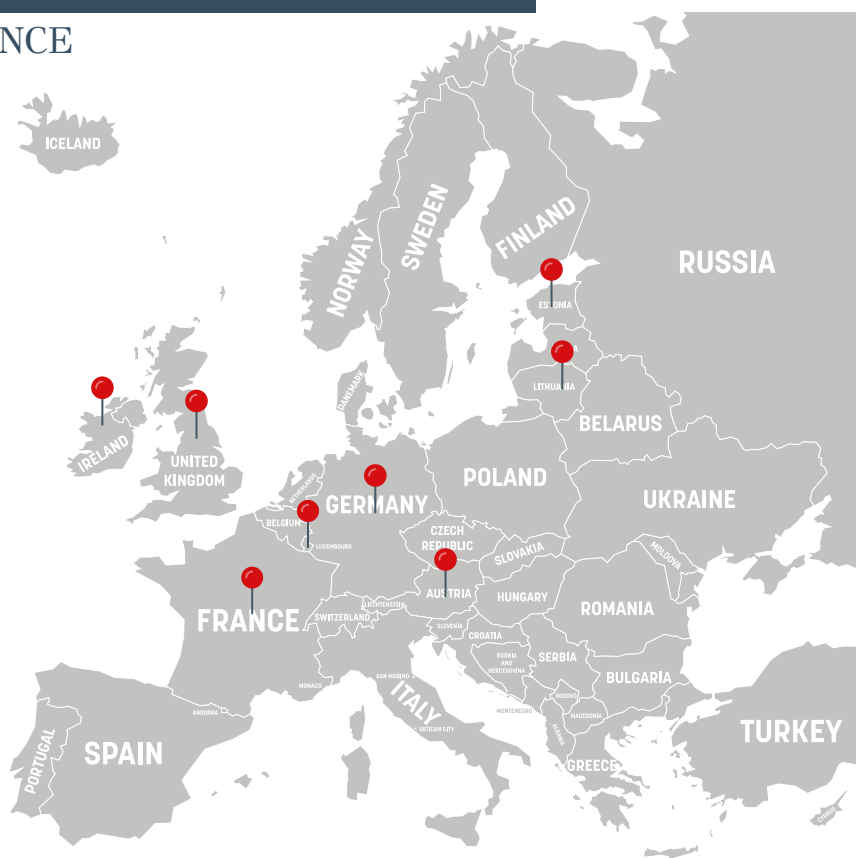 NCE
ICELAND
NORWAY
SWEDEN
FINLAND
RUSSIA
ESTONIA
LITHUANIA
DANEMARK
BELARUS
IRELAND
UNITED
KINGDOM
NETHERLANDS
GERMANY
POLAND
UKRAINE
BELGIUM
LUXEMBOURG
CZECH
REPUBLIC
SLOVAKIA
MOLDOVA
FRANCE
SWITZERLAND
LIECHTENSTEIN
AUSTRIA
HUNGARY
ROMANIA
SLOVENIA
CROATIA
BOSNIA
AND
HERCEGOVINA
SERBIA
BULGARIA
MONACO
SAN MARINO
ITALY
VATICAN CITY
MONTENEGRO
KOSOVO
MACEDONIA
ALBANIA
GREECE
TURKEY
CYPRUS
ANDORRA
SPAIN
PORTUGAL